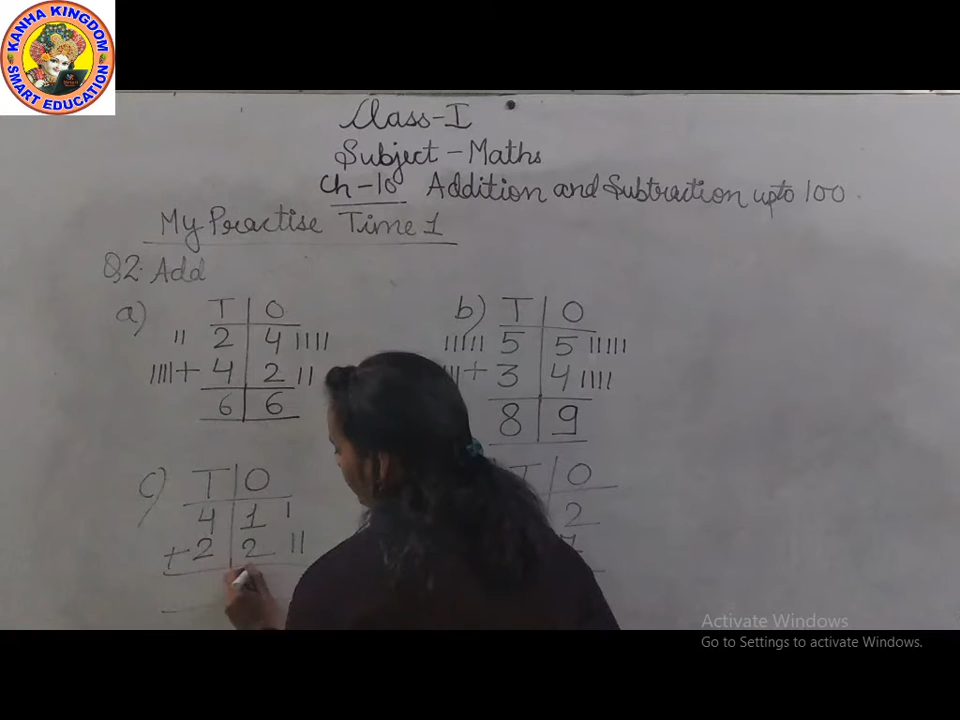 KANHA KINGDOM
SMART EDUCATION
Class-I
Subject - Maths
Ch-10 Addition and Subtraction upto 100.
My Practise Time 1
Q2. Add
a) T O
2 4
+ 4 2
6 6
b) T O
5 5
+ 3 4
8 9
c) T O
4 1
+ 2 2
T O
2
Activate Windows
Go to Settings to activate Windows.